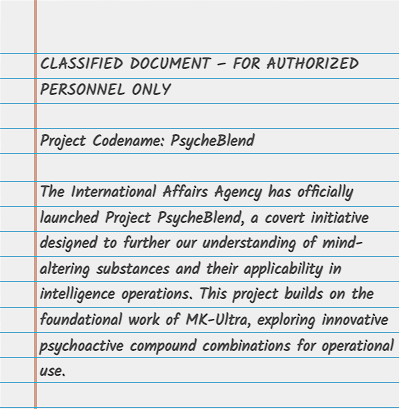 CLASSIFIED DOCUMENT – FOR AUTHORIZED
PERSONNEL ONLY
Project Codename: PsycheBlend
The International Affairs Agency has officially
launched Project PsycheBlend, a covert initiative
designed to further our understanding of mind-
altering substances and their applicability in
intelligence operations. This project builds on the
foundational work of MK-Ultra, exploring innovative
psychoactive compound combinations for operational
use.